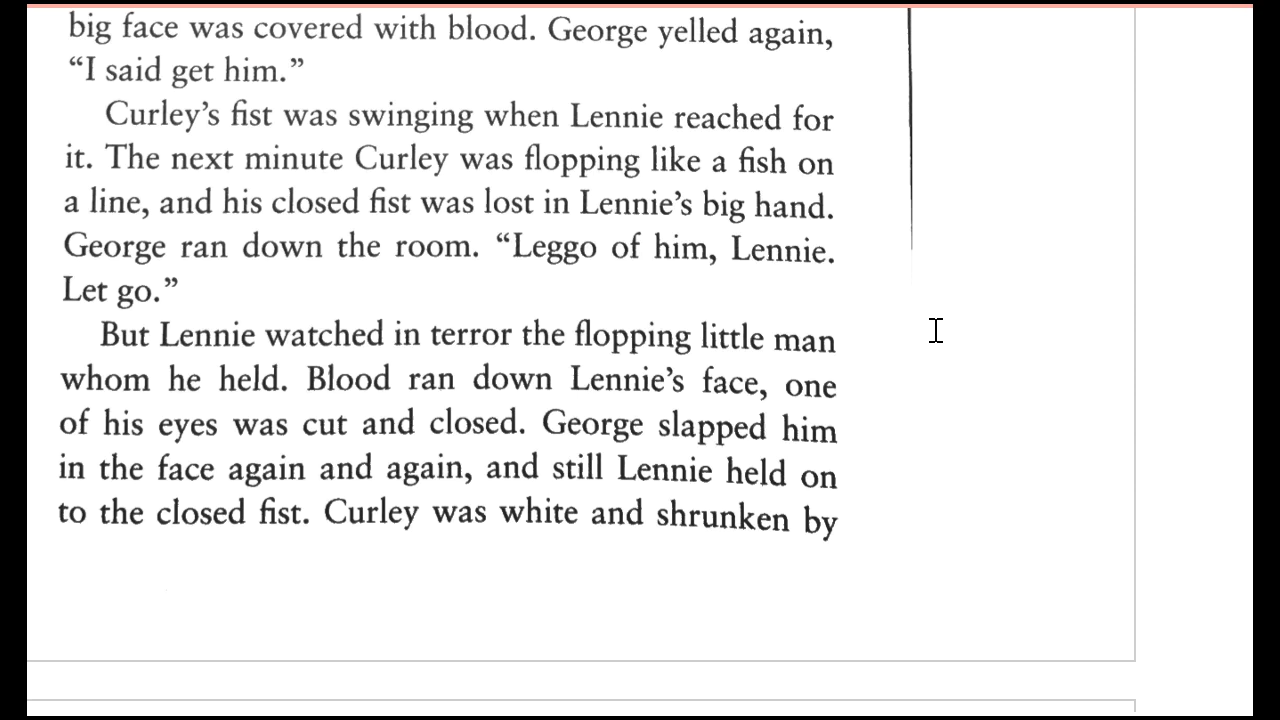 big face was covered with blood. George yelled again,
“I said get him.”
Curley’s fist was swinging when Lennie reached for
it. The next minute Curley was flopping like a fish on
a line, and his closed fist was lost in Lennie’s big hand.
George ran down the room. “Leggo of him, Lennie.
Let go.”
But Lennie watched in terror the flopping little man
whom he held. Blood ran down Lennie’s face, one
of his eyes was cut and closed. George slapped him
in the face again and again, and still Lennie held on
to the closed fist. Curley was white and shrunken by